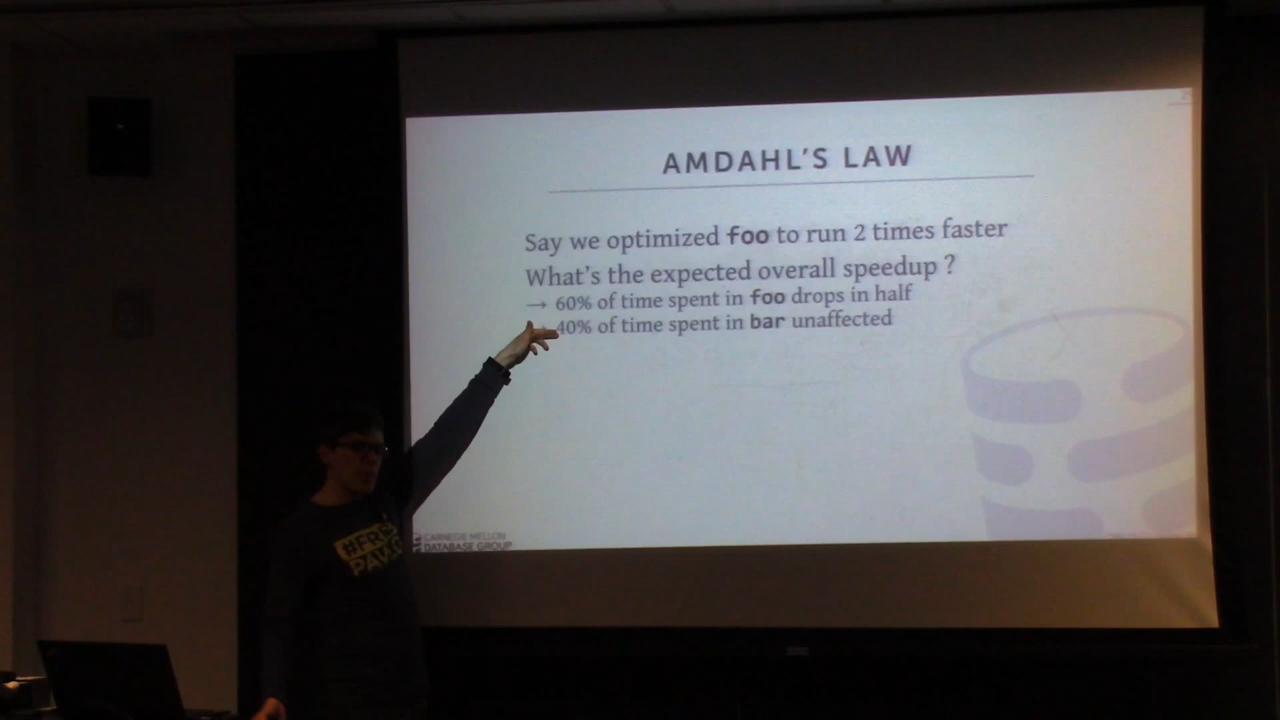 AMDAHL'S LAW
Say we optimized foo to run 2 times faster
What's the expected overall speedup ?
→ 60% of time spent in foo drops in half
40% of time spent in bar unaffected
CARNEGIE MELLON
DATABASE GROUP